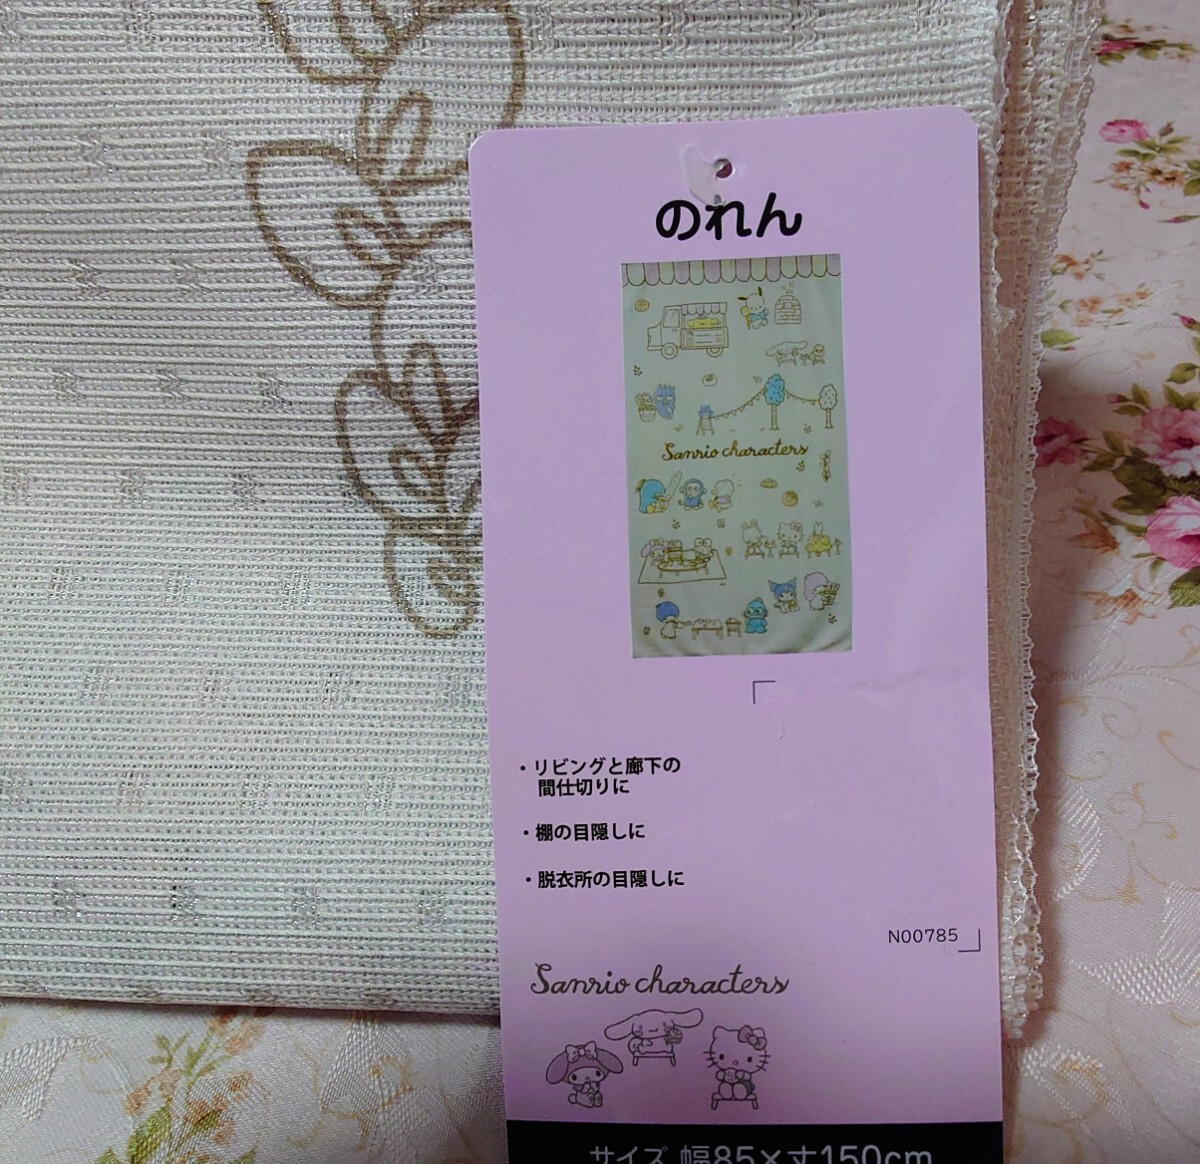 のれん
Sanrio characters
・リビングと廊下の
間仕切りに
・棚の目隠しに
・脱衣所の目隠しに
N00785
Sanrio characters
サイズ 幅85×丈150cm